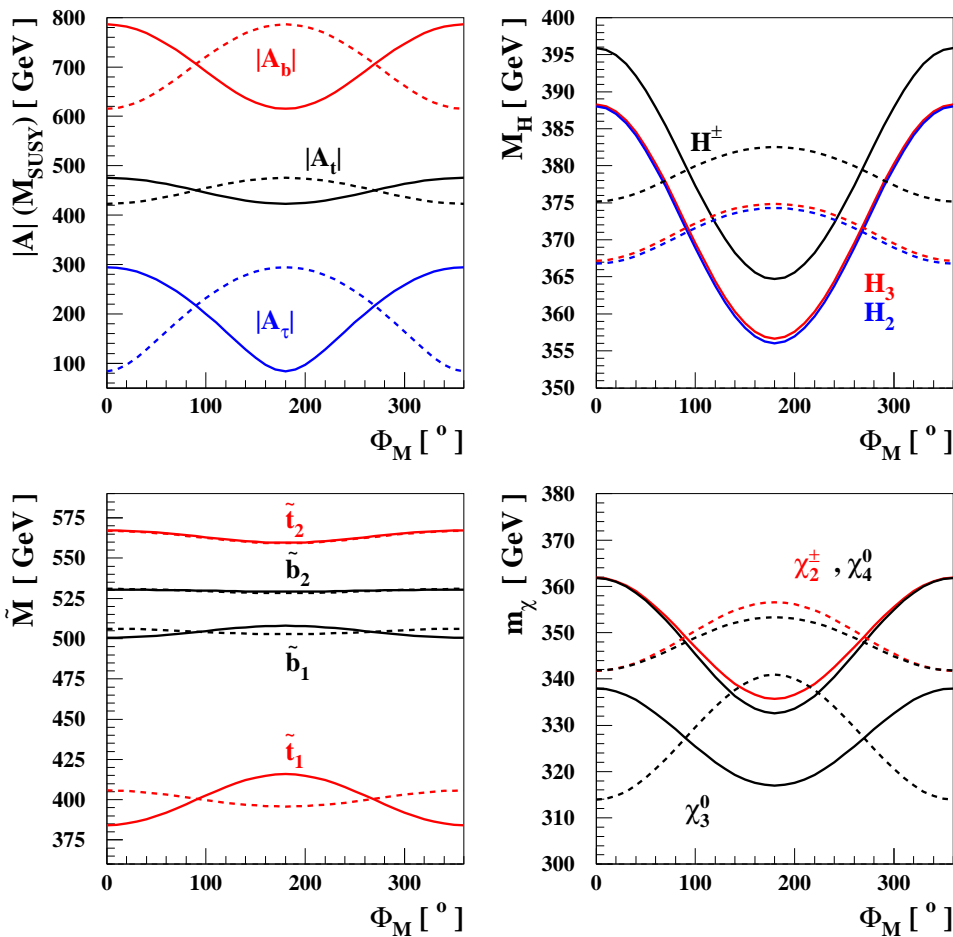 |A| (M_SUSY) [ GeV ]
800
700
600
500
400
300
200
100
|A_b|
|A_t|
|A_τ|
0 100 200 300
Φ_M [ ° ]
M_H [ GeV ]
400
395
390
385
380
375
370
365
360
355
350
H^±
H_3
H_2
0 100 200 300
Φ_M [ ° ]
M̃ [ GeV ]
575
550
525
500
475
450
425
400
375
t̃_2
b̃_2
b̃_1
t̃_1
0 100 200 300
Φ_M [ ° ]
m_χ [ GeV ]
380
370
360
350
340
330
320
310
300
χ_2^± , χ_4^0
χ_3^0
0 100 200 300
Φ_M [ ° ]